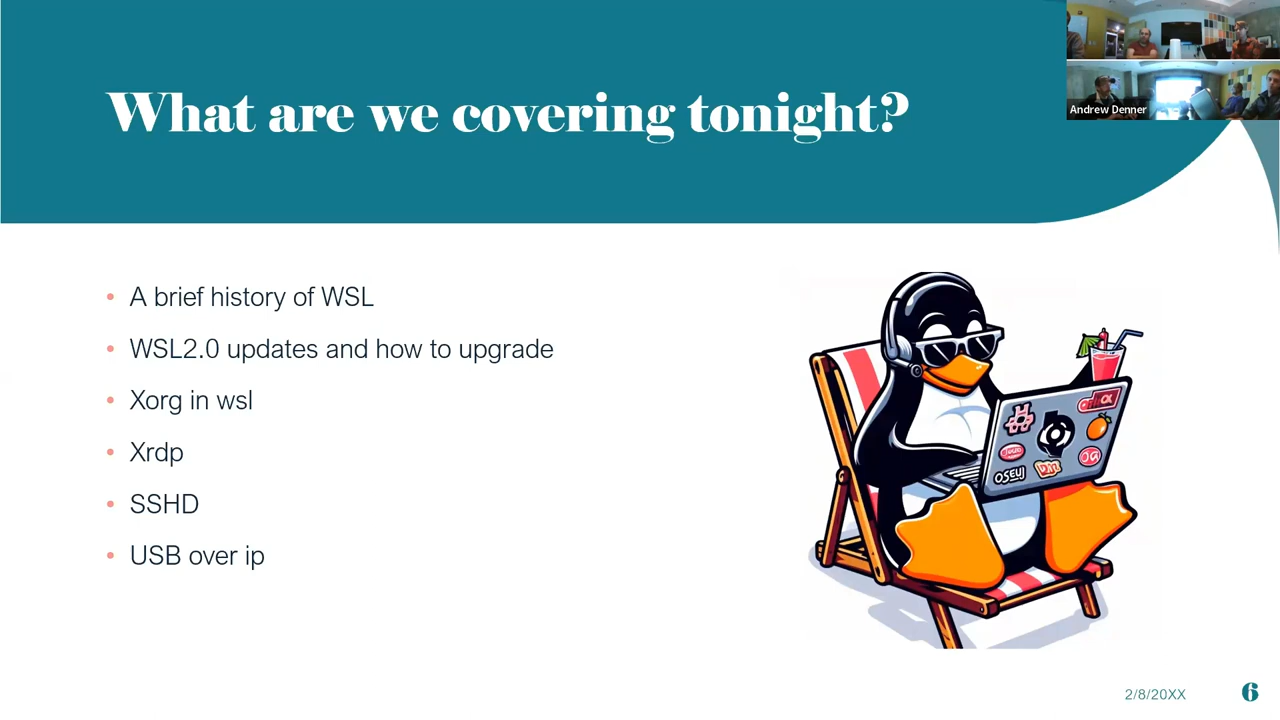 What are we covering tonight?
Andrew Denner
• A brief history of WSL
• WSL2.0 updates and how to upgrade
• Xorg in wsl
• Xrdp
• SSHD
• USB over ip
2/8/20XX
6